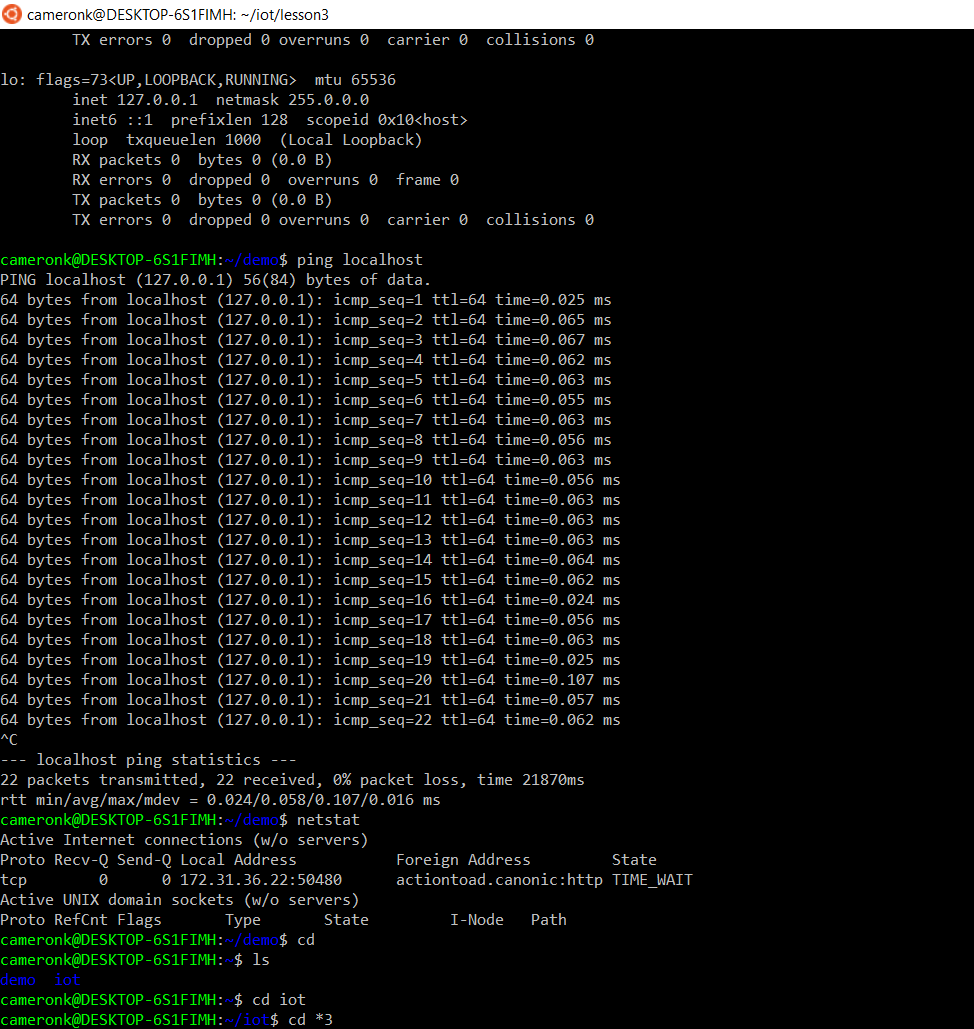 cameronk@DESKTOP-6S1FIMH: ~/iot/lesson3
TX errors 0  dropped 0 overruns 0  carrier 0  collisions 0
lo: flags=73<UP,LOOPBACK,RUNNING>  mtu 65536
inet 127.0.0.1  netmask 255.0.0.0
inet6 ::1  prefixlen 128  scopeid 0x10<host>
loop  txqueuelen 1000  (Local Loopback)
RX packets 0  bytes 0 (0.0 B)
RX errors 0  dropped 0  overruns 0  frame 0
TX packets 0  bytes 0 (0.0 B)
TX errors 0  dropped 0 overruns 0  carrier 0  collisions 0
cameronk@DESKTOP-6S1FIMH:~/demo$ ping localhost
PING localhost (127.0.0.1) 56(84) bytes of data.
64 bytes from localhost (127.0.0.1): icmp_seq=1 ttl=64 time=0.025 ms
64 bytes from localhost (127.0.0.1): icmp_seq=2 ttl=64 time=0.065 ms
64 bytes from localhost (127.0.0.1): icmp_seq=3 ttl=64 time=0.067 ms
64 bytes from localhost (127.0.0.1): icmp_seq=4 ttl=64 time=0.062 ms
64 bytes from localhost (127.0.0.1): icmp_seq=5 ttl=64 time=0.063 ms
64 bytes from localhost (127.0.0.1): icmp_seq=6 ttl=64 time=0.055 ms
64 bytes from localhost (127.0.0.1): icmp_seq=7 ttl=64 time=0.063 ms
64 bytes from localhost (127.0.0.1): icmp_seq=8 ttl=64 time=0.056 ms
64 bytes from localhost (127.0.0.1): icmp_seq=9 ttl=64 time=0.063 ms
64 bytes from localhost (127.0.0.1): icmp_seq=10 ttl=64 time=0.056 ms
64 bytes from localhost (127.0.0.1): icmp_seq=11 ttl=64 time=0.063 ms
64 bytes from localhost (127.0.0.1): icmp_seq=12 ttl=64 time=0.063 ms
64 bytes from localhost (127.0.0.1): icmp_seq=13 ttl=64 time=0.063 ms
64 bytes from localhost (127.0.0.1): icmp_seq=14 ttl=64 time=0.064 ms
64 bytes from localhost (127.0.0.1): icmp_seq=15 ttl=64 time=0.062 ms
64 bytes from localhost (127.0.0.1): icmp_seq=16 ttl=64 time=0.024 ms
64 bytes from localhost (127.0.0.1): icmp_seq=17 ttl=64 time=0.056 ms
64 bytes from localhost (127.0.0.1): icmp_seq=18 ttl=64 time=0.063 ms
64 bytes from localhost (127.0.0.1): icmp_seq=19 ttl=64 time=0.025 ms
64 bytes from localhost (127.0.0.1): icmp_seq=20 ttl=64 time=0.107 ms
64 bytes from localhost (127.0.0.1): icmp_seq=21 ttl=64 time=0.057 ms
64 bytes from localhost (127.0.0.1): icmp_seq=22 ttl=64 time=0.062 ms
^C
--- localhost ping statistics ---
22 packets transmitted, 22 received, 0% packet loss, time 21870ms
rtt min/avg/max/mdev = 0.024/0.058/0.107/0.016 ms
cameronk@DESKTOP-6S1FIMH:~/demo$ netstat
Active Internet connections (w/o servers)
Proto Recv-Q Send-Q Local Address           Foreign Address         State
tcp        0      0 172.31.36.22:50480      actiontoad.canonic:http TIME_WAIT
Active UNIX domain sockets (w/o servers)
Proto RefCnt Flags       Type       State         I-Node   Path
cameronk@DESKTOP-6S1FIMH:~/demo$ cd
cameronk@DESKTOP-6S1FIMH:~$ ls
demo  iot
cameronk@DESKTOP-6S1FIMH:~$ cd iot
cameronk@DESKTOP-6S1FIMH:~/iot$ cd *3